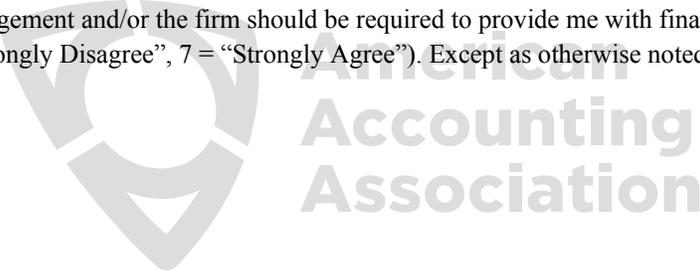 gement and/or the firm should be required to provide me with fina
ongly Disagree”, 7 = “Strongly Agree”). Except as otherwise noted
American
Accounting
Association